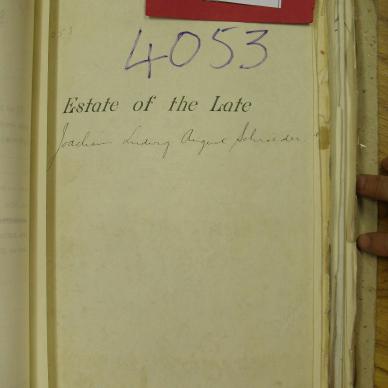 4053
Estate of the Late
Joachim Ludwig August Schroeder